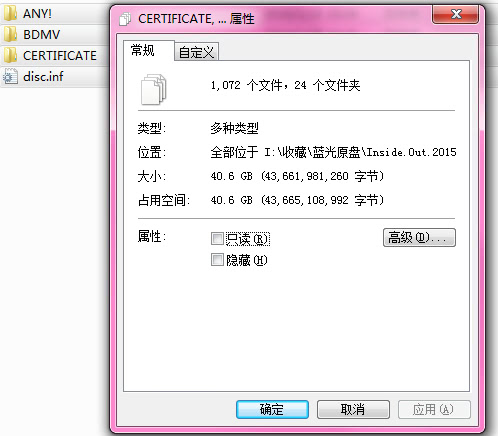 ANY!
BDMV
CERTIFICATE
disc.inf
CERTIFICATE, ... 属性
常规
自定义
1,072 个文件，24 个文件夹
类型: 多种类型
位置: 全部位于 I:\收藏\蓝光原盘\Inside.Out.2015
大小: 40.6 GB (43,661,981,260 字节)
占用空间: 40.6 GB (43,665,108,992 字节)
属性: 只读(R) 高级(D)...
隐藏(H)
确定 取消 应用(A)